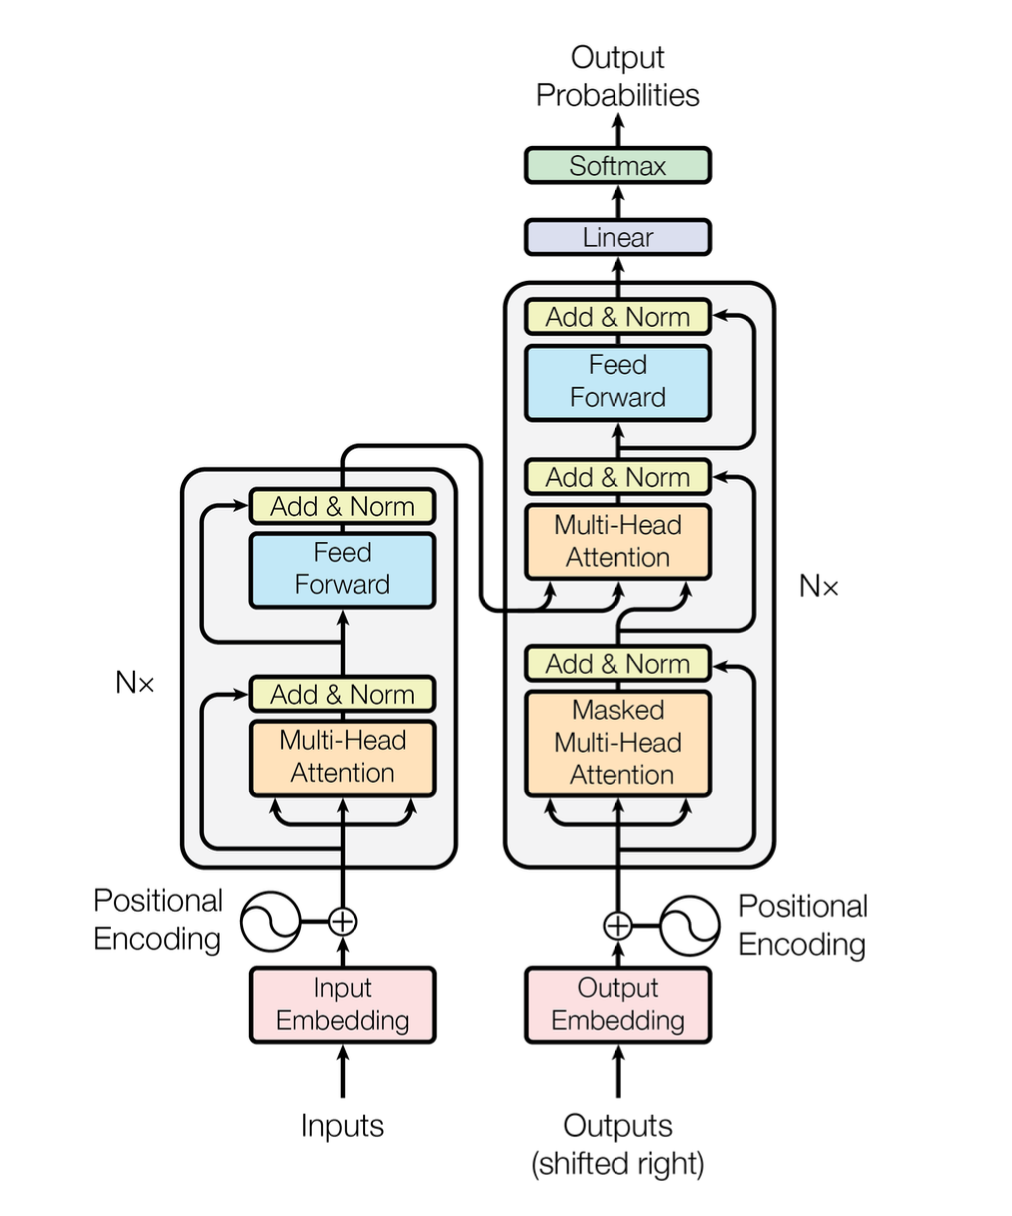 Output
Probabilities
Softmax
Linear
Add & Norm
Feed
Forward
Add & Norm
Multi-Head
Attention
Nx
Add & Norm
Masked
Multi-Head
Attention
Add & Norm
Feed
Forward
Nx
Add & Norm
Multi-Head
Attention
Positional
Encoding
Positional
Encoding
Input
Embedding
Output
Embedding
Inputs
Outputs
(shifted right)